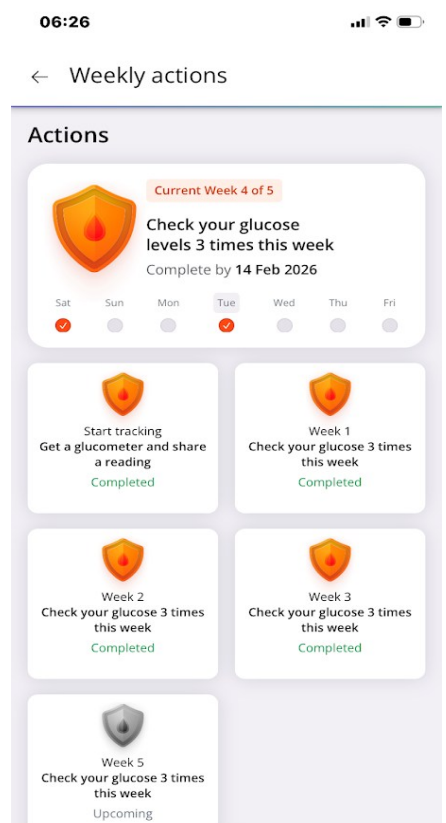 06:26
Weekly actions
Actions
Current Week 4 of 5
Check your glucose
levels 3 times this week
Complete by 14 Feb 2026
Sat Sun Mon Tue Wed Thu Fri
Start tracking
Get a glucometer and share
a reading
Completed
Week 1
Check your glucose 3 times
this week
Completed
Week 2
Check your glucose 3 times
this week
Completed
Week 3
Check your glucose 3 times
this week
Completed
Week 5
Check your glucose 3 times
this week
Upcoming